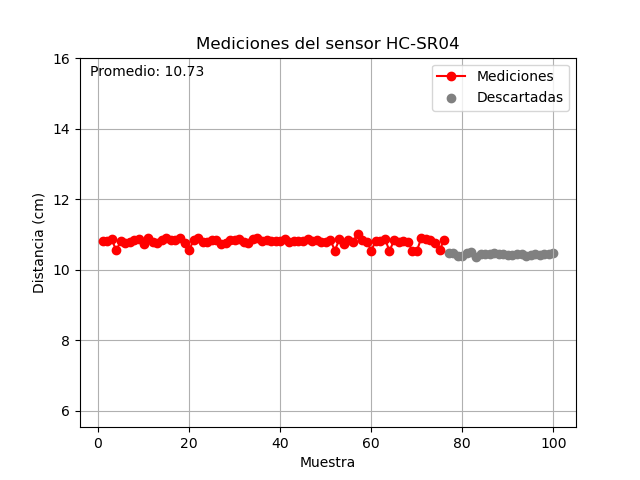 Mediciones del sensor HC-SR04
Promedio: 10.73
Mediciones
Descartadas
Distancia (cm)
16
14
12
10
8
6
0 20 40 60 80 100
Muestra